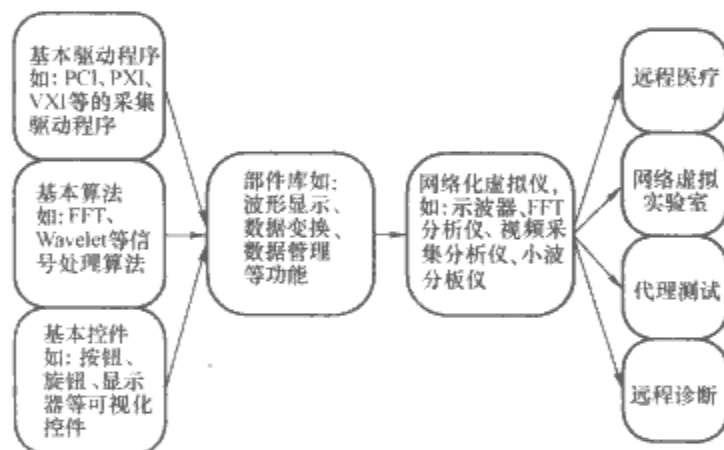 基本驱动程序
如：PCI、PXI、
VXI等的采集
驱动程序
基本算法
如：FFT、
Wavelet等信
号处理算法
基本控件
如：按钮、
旋钮、显示
器等可视化
控件
部件库如：
波形显示、
数据变换、
数据管理
等功能
网络化虚拟仪，
如：示波器、FFT
分析仪、视频采
集分析仪、小波
分板仪
远程医疗
网络虚拟
实验室
代理测试
远程诊断